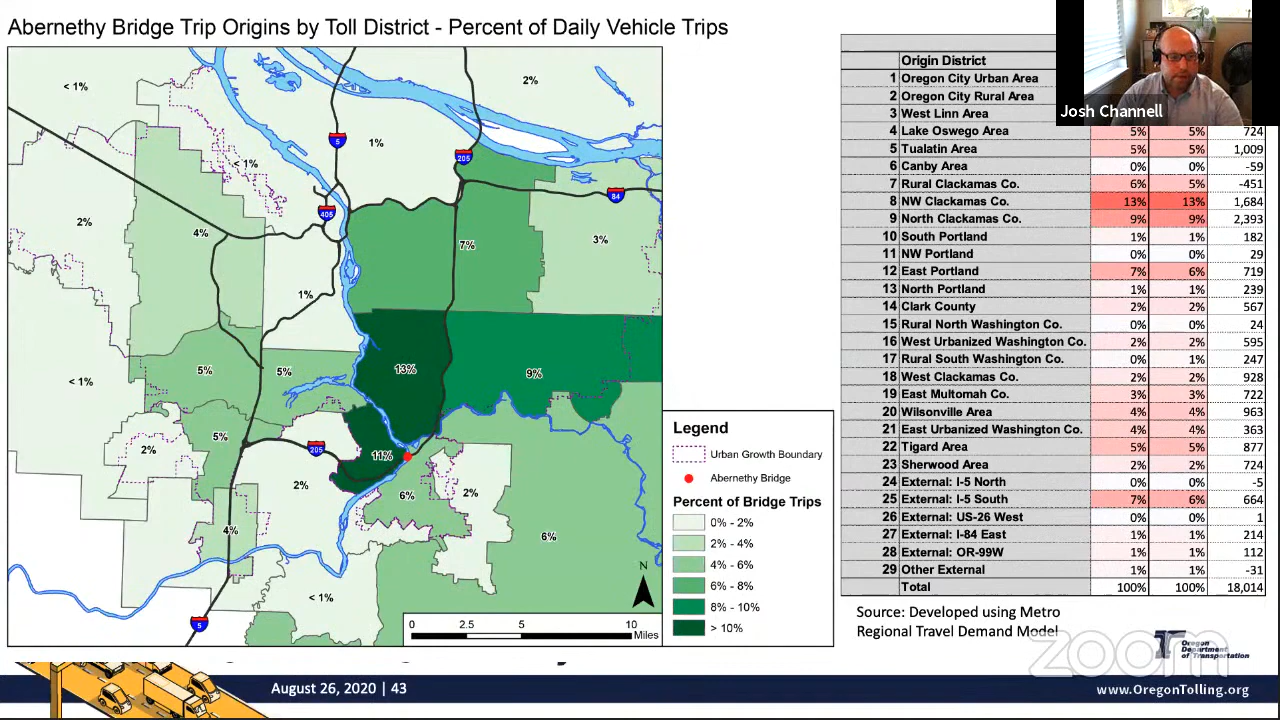 Abernethy Bridge Trip Origins by Toll District - Percent of Daily Vehicle Trips
< 1%
2%
5
1%
205
< 1%
84
405
2%
4%
7%
3%
1%
5%
5%
13%
9%
< 1%
5%
2%
205
11%
2%
6%
2%
4%
6%
< 1%
5
Legend
Urban Growth Boundary
Abernethy Bridge
Percent of Bridge Trips
0% - 2%
2% - 4%
4% - 6%
6% - 8%
8% - 10%
> 10%
N
0 2.5 5 10
Miles
Origin District
1 Oregon City Urban Area
2 Oregon City Rural Area
3 West Linn Area
4 Lake Oswego Area 5% 5% 724
5 Tualatin Area 5% 5% 1,009
6 Canby Area 0% 0% -59
7 Rural Clackamas Co. 6% 5% -451
8 NW Clackamas Co. 13% 13% 1,684
9 North Clackamas Co. 9% 9% 2,393
10 South Portland 1% 1% 182
11 NW Portland 0% 0% 29
12 East Portland 7% 6% 719
13 North Portland 1% 1% 239
14 Clark County 2% 2% 567
15 Rural North Washington Co. 0% 0% 24
16 West Urbanized Washington Co. 2% 2% 595
17 Rural South Washington Co. 0% 1% 247
18 West Clackamas Co. 2% 2% 928
19 East Multomah Co. 3% 3% 722
20 Wilsonville Area 4% 4% 963
21 East Urbanized Washington Co. 4% 4% 363
22 Tigard Area 5% 5% 877
23 Sherwood Area 2% 2% 724
24 External: I-5 North 0% 0% -5
25 External: I-5 South 7% 6% 664
26 External: US-26 West 0% 0% 1
27 External: I-84 East 1% 1% 214
28 External: OR-99W 1% 1% 112
29 Other External 1% 1% -31
Total 100% 100% 18,014
Josh Channell
Source: Developed using Metro
Regional Travel Demand Model
Oregon
Department
of Transportation
zoom
August 26, 2020 | 43
www.OregonTolling.org